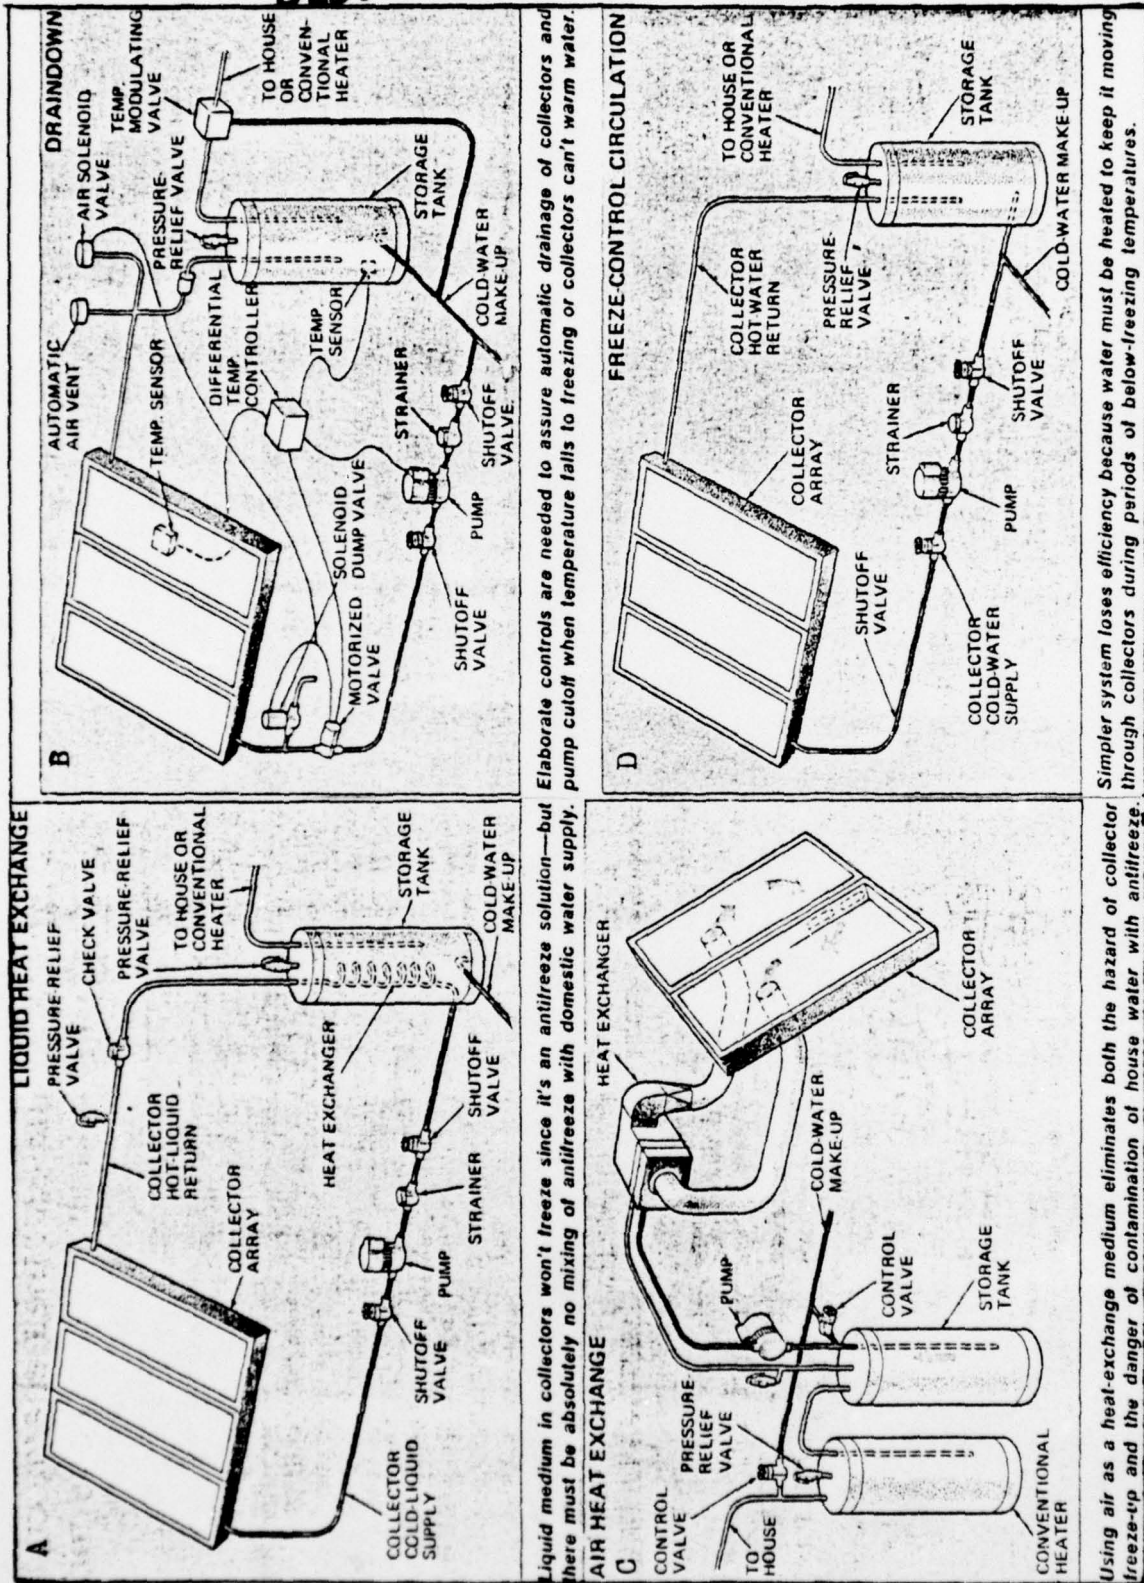 LIQUID HEAT EXCHANGE
A
PRESSURE-RELIEF
VALVE
CHECK VALVE
PRESSURE-RELIEF
VALVE
TO HOUSE OR
CONVENTIONAL
HEATER
COLLECTOR
HOT-LIQUID
RETURN
COLLECTOR
ARRAY
HEAT EXCHANGER
STORAGE
TANK
COLD-WATER
MAKE-UP
SHUTOFF
VALVE
STRAINER
PUMP
SHUTOFF
VALVE
COLLECTOR
COLD-LIQUID
SUPPLY
Liquid medium in collectors won't freeze since it's an antifreeze solution—but
there must be absolutely no mixing of antifreeze with domestic water supply.
DRAINDOWN
B
AUTOMATIC
AIR VENT
AIR SOLENOID
VALVE
TEMP.
MODULATING
VALVE
PRESSURE-
RELIEF VALVE
TO HOUSE
OR
CONVEN-
TIONAL
HEATER
TEMP. SENSOR
DIFFERENTIAL
TEMP
CONTROLLER
TEMP
SENSOR
STORAGE
TANK
COLD-WATER
MAKE-UP
STRAINER
SHUTOFF
VALVE
SOLENOID
DUMP VALVE
PUMP
MOTORIZED
VALVE
SHUTOFF
VALVE
Elaborate controls are needed to assure automatic drainage of collectors and
pump cutoff when temperature falls to freezing or collectors can't warm water.
AIR HEAT EXCHANGE
C
HEAT EXCHANGER
COLLECTOR
ARRAY
COLD-WATER
MAKE-UP
PUMP
CONTROL
VALVE
STORAGE
TANK
PRESSURE-
RELIEF
VALVE
CONTROL
VALVE
TO
HOUSE
CONVENTIONAL
HEATER
Using air as a heat-exchange medium eliminates both the hazard of collector
freeze-up and the danger of contamination of house water with antifreeze.
FREEZE-CONTROL CIRCULATION
D
TO HOUSE OR
CONVENTIONAL
HEATER
COLLECTOR
HOT-WATER
RETURN
PRESSURE-
RELIEF
VALVE
STORAGE
TANK
COLLECTOR
ARRAY
STRAINER
SHUTOFF
VALVE
COLD-WATER MAKE-UP
SHUTOFF
VALVE
PUMP
COLLECTOR
COLD-WATER
SUPPLY
Simpler system loses efficiency because water must be heated to keep it moving
through collectors during periods of below-freezing temperatures.